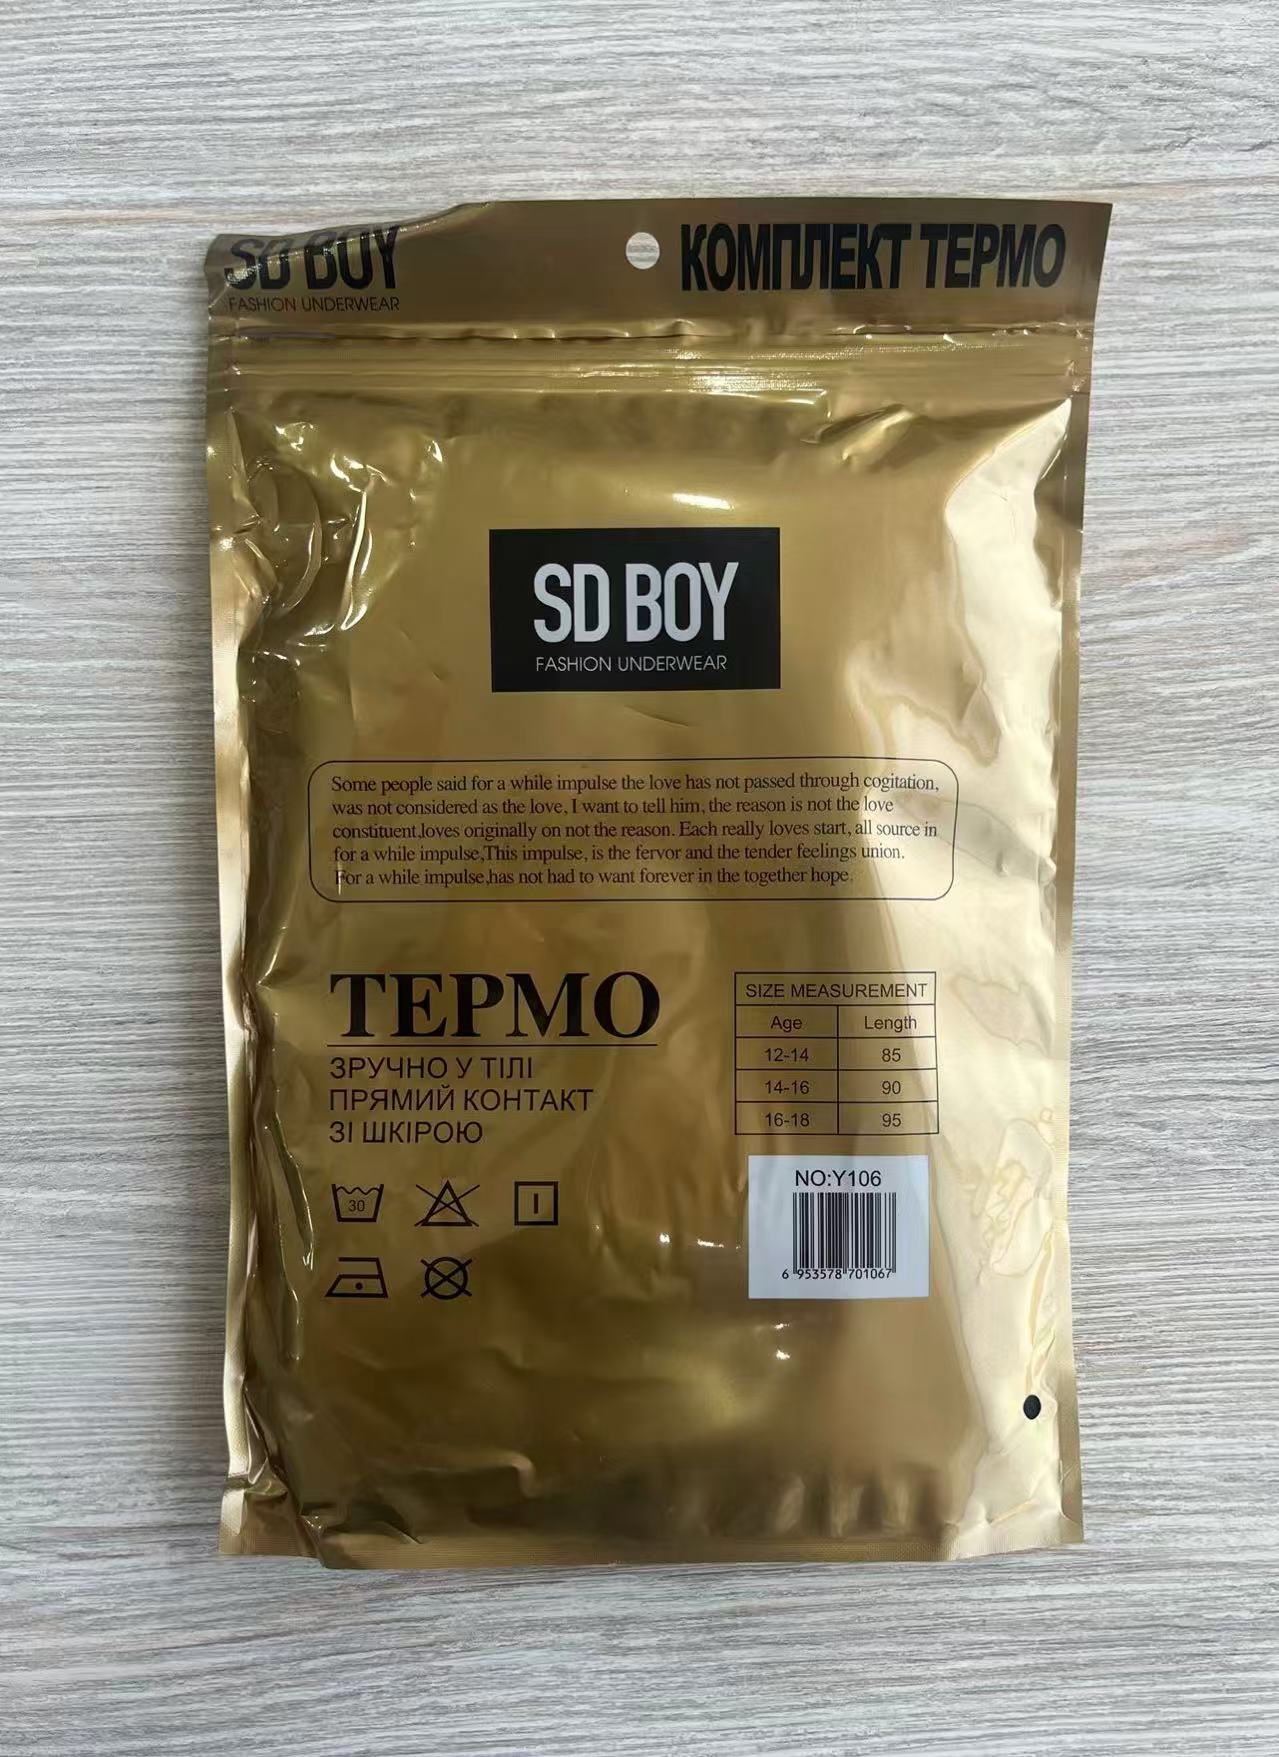 SD BOY
FASHION UNDERWEAR
КОМПЛЕКТ ТЕРМО
SD BOY
FASHION UNDERWEAR
Some people said for a while impulse the love has not passed through cogitation,
was not considered as the love, I want to tell him, the reason is not the love
constituent,loves originally on not the reason. Each really loves start, all source in
for a while impulse,This impulse, is the fervor and the tender feelings union.
For a while impulse,has not had to want forever in the together hope.
ТЕРМО
ЗРУЧНО У ТІЛІ
ПРЯМИЙ КОНТАКТ
ЗІ ШКІРОЮ
30
SIZE MEASUREMENT
Age Length
12-14 85
14-16 90
16-18 95
NO:Y106
6 953578 701067